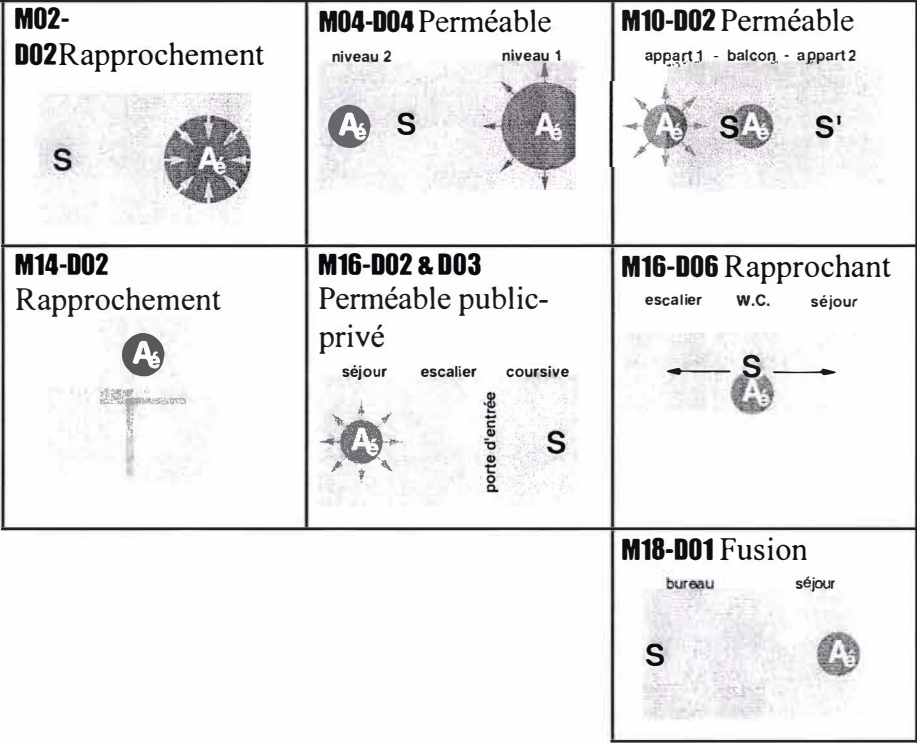 M02-
D02 Rapprochement
S
Aé
M04-D04 Perméable
niveau 2
niveau 1
Aé
S
Aé
M10-D02 Perméable
appart 1 - balcon - appart 2
Aé
S
Aé
S'
M14-D02
Rapprochement
Aé
M16-D02 & D03
Perméable public-
privé
séjour
escalier
coursive
Aé
porte d'entrée
S
M16-D06 Rapprochant
escalier
W.C.
séjour
S
Aé
M18-D01 Fusion
bureau
séjour
S
Aé